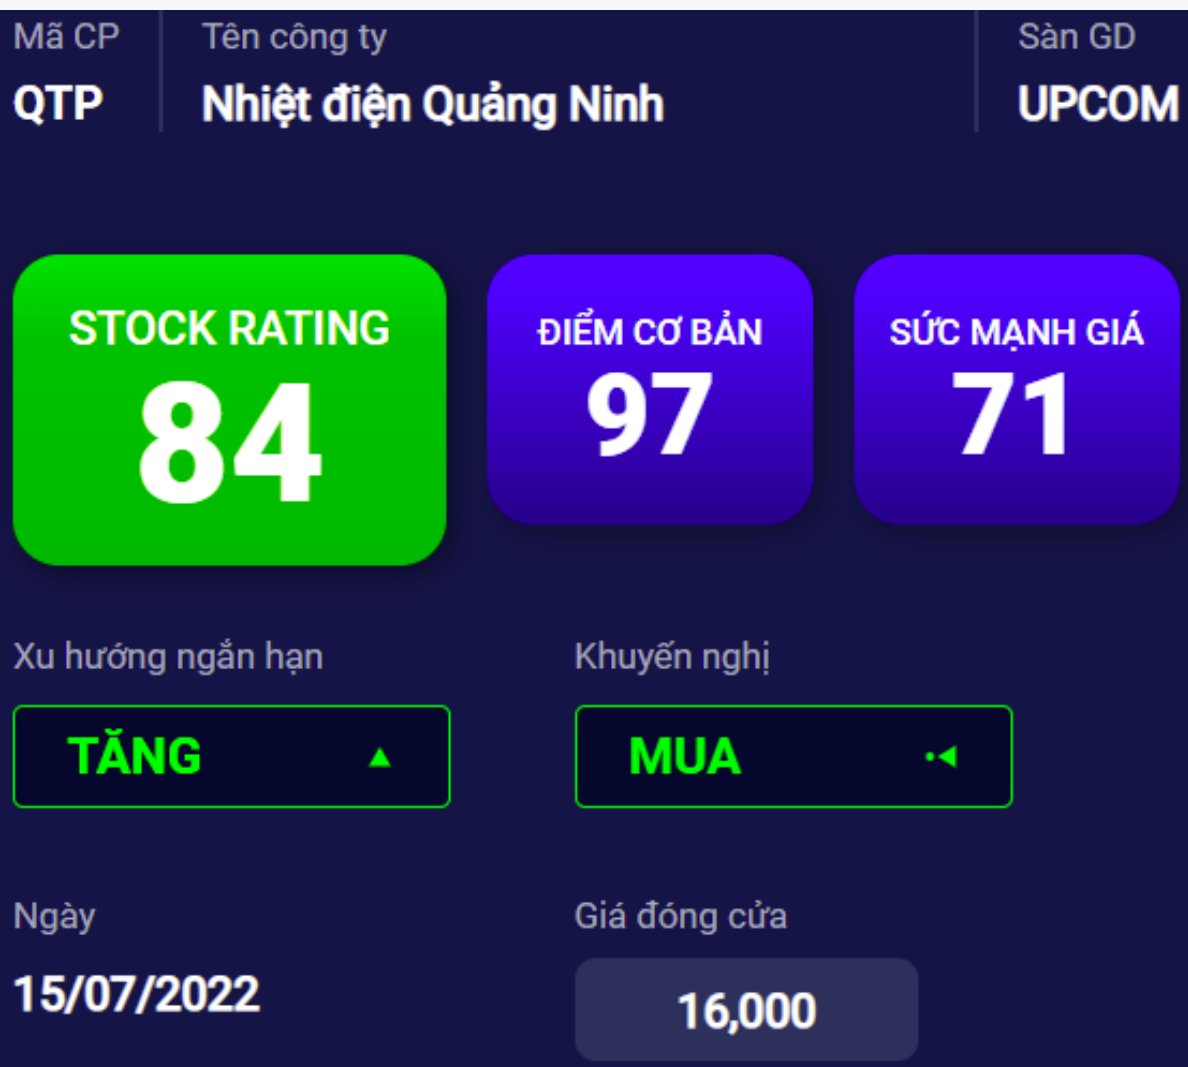 Mã CP
Tên công ty
Sàn GD
QTP
Nhiệt điện Quảng Ninh
UPCOM
STOCK RATING
84
ĐIỂM CƠ BẢN
97
SỨC MẠNH GIÁ
71
Xu hướng ngắn hạn
Khuyến nghị
TĂNG
MUA
Ngày
Giá đóng cửa
15/07/2022
16,000